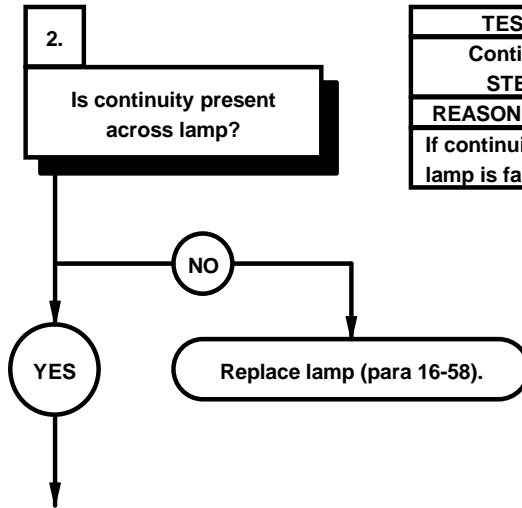 2.
Is continuity present
across lamp?
TES
Conti
STE
REASON
If continui
lamp is fa
NO
YES
Replace lamp (para 16-58).